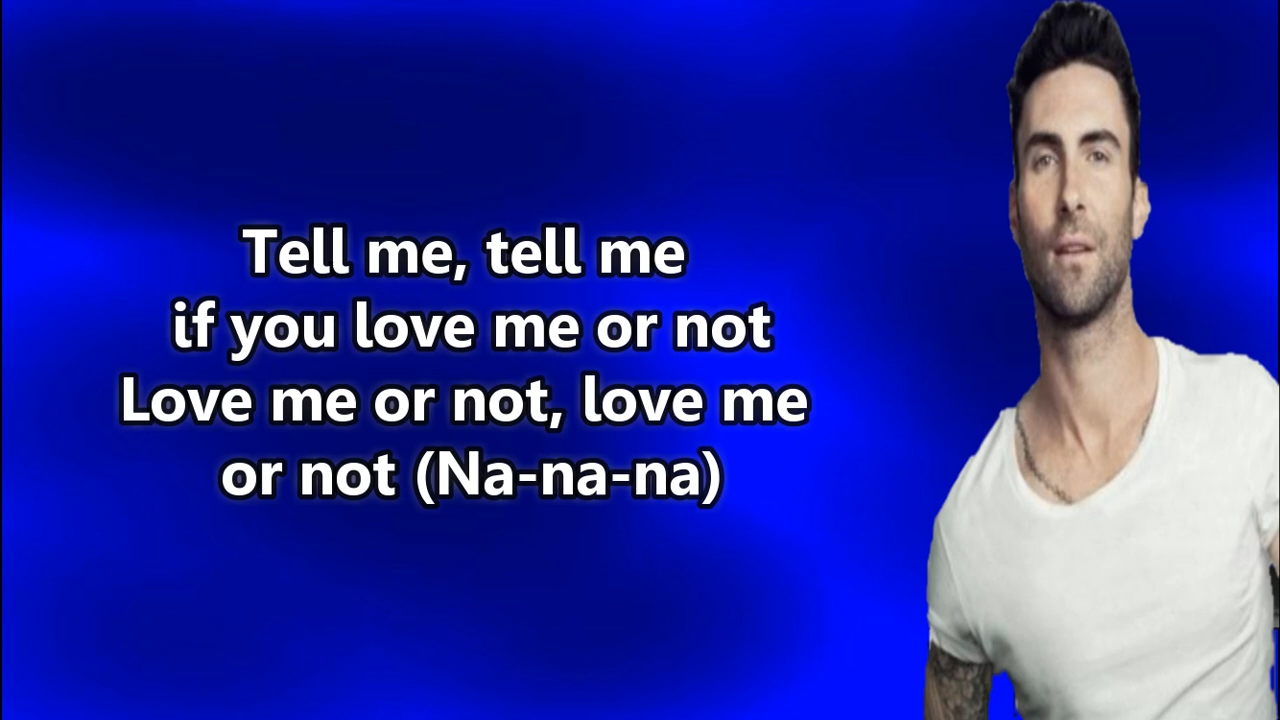 Tell me, tell me
if you love me or not
Love me or not, love me
or not (Na-na-na)